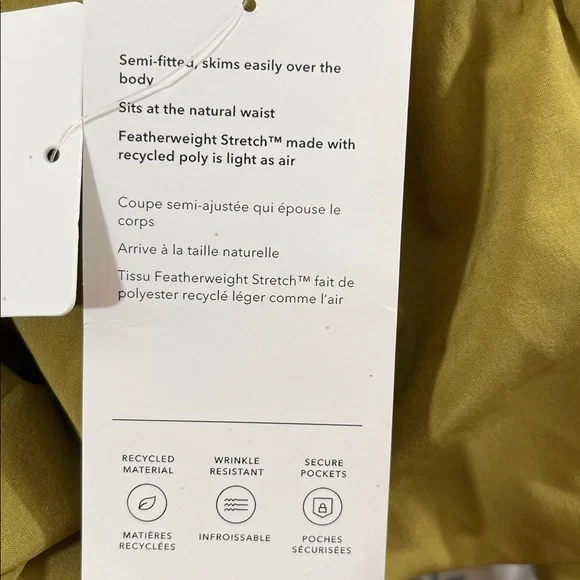 Semi-fitted, skims easily over the
body
Sits at the natural waist
Featherweight Stretch™ made with
recycled poly is light as air
Coupe semi-ajustée qui épouse le
corps
Arrive à la taille naturelle
Tissu Featherweight Stretch™ fait de
polyester recyclé léger comme l'air
RECYCLED
MATERIAL
WRINKLE
RESISTANT
SECURE
POCKETS
MATIÈRES
RECYCLÉES
INFROISSABLE
POCHES
SÉCURISÉES